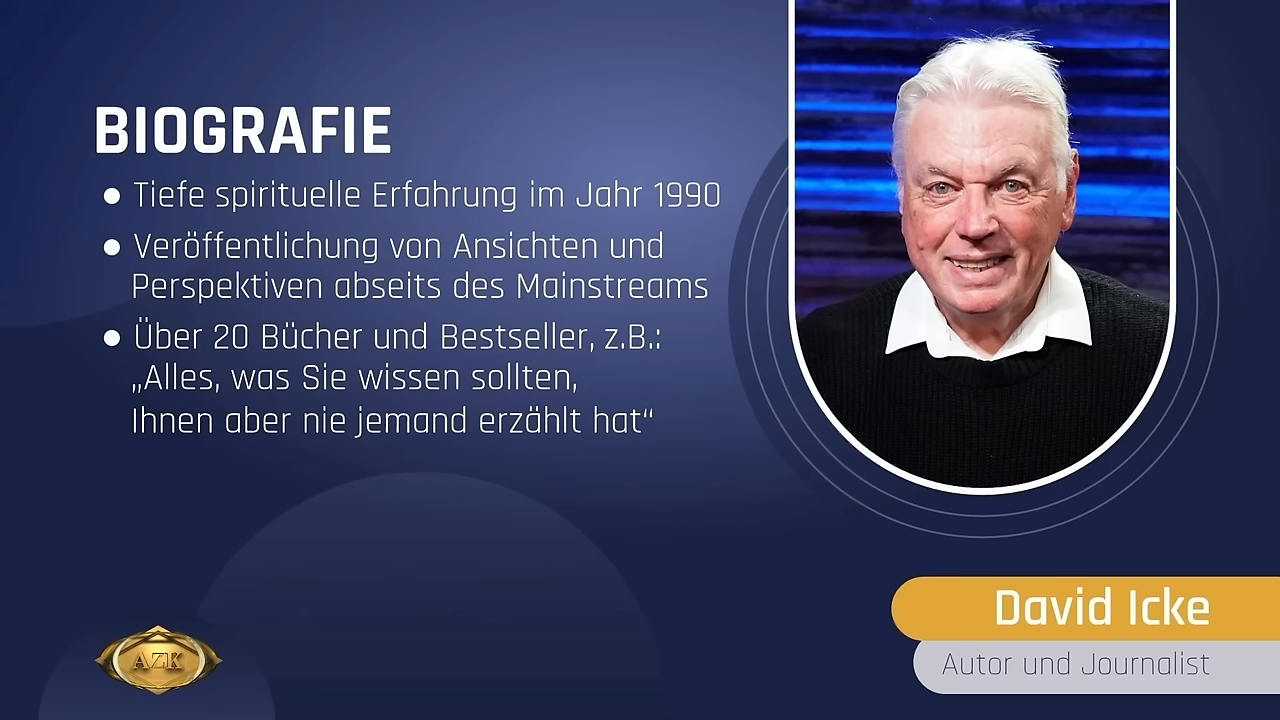 BIOGRAFIE
● Tiefe spirituelle Erfahrung im Jahr 1990
● Veröffentlichung von Ansichten und
Perspektiven abseits des Mainstreams
● Über 20 Bücher und Bestseller, z.B.:
„Alles, was Sie wissen sollten,
Ihnen aber nie jemand erzählt hat“
David Icke
Autor und Journalist
AZK